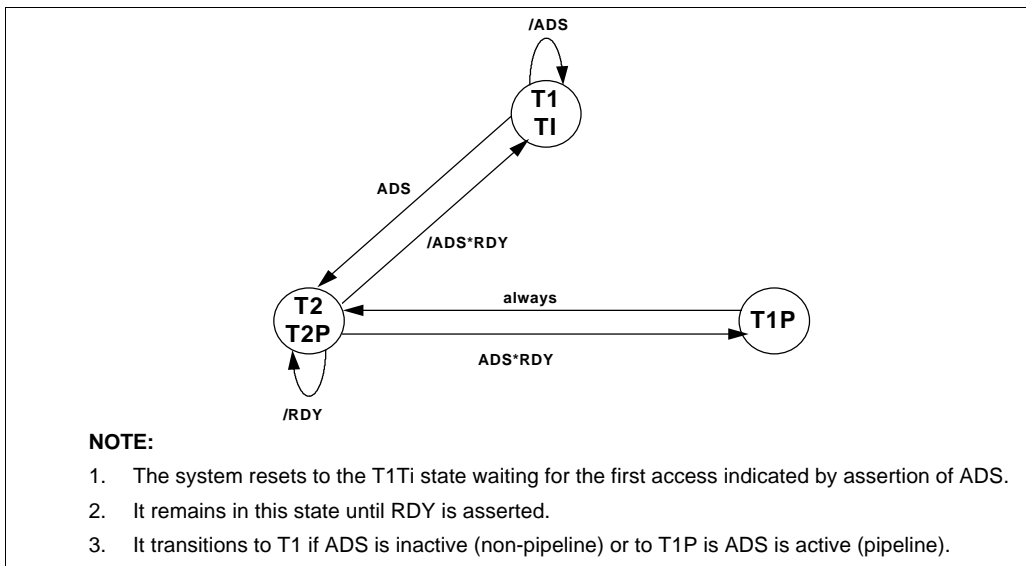 /ADS
T1
TI
ADS
/ADS*RDY
always
T2
T2P
T1P
ADS*RDY
/RDY
NOTE:
1. The system resets to the T1Ti state waiting for the first access indicated by assertion of ADS.
2. It remains in this state until RDY is asserted.
3. It transitions to T1 if ADS is inactive (non-pipeline) or to T1P is ADS is active (pipeline).